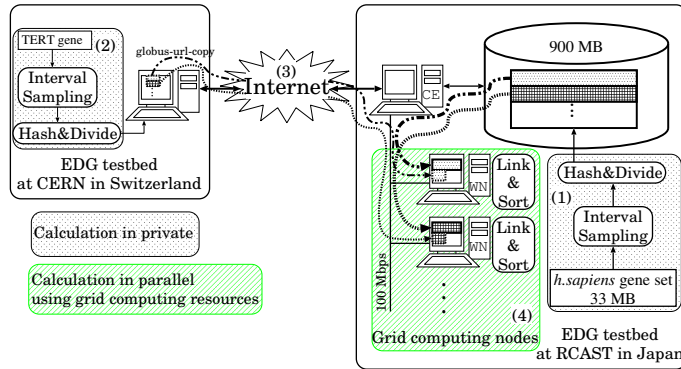 TERT gene
(2)
Interval
Sampling
Hash&Divide
EDG testbed
at CERN in Switzerland
globus-url-copy
(3)
Internet
CE
900 MB
WN
Link
& 
Sort
WN
Link
&
Sort
100 Mbps
(4)
Grid computing nodes
Hash&Divide
(1)
Interval
Sampling
h.sapiens gene set
33 MB
EDG testbed
at RCAST in Japan
Calculation in private
Calculation in parallel
using grid computing resources